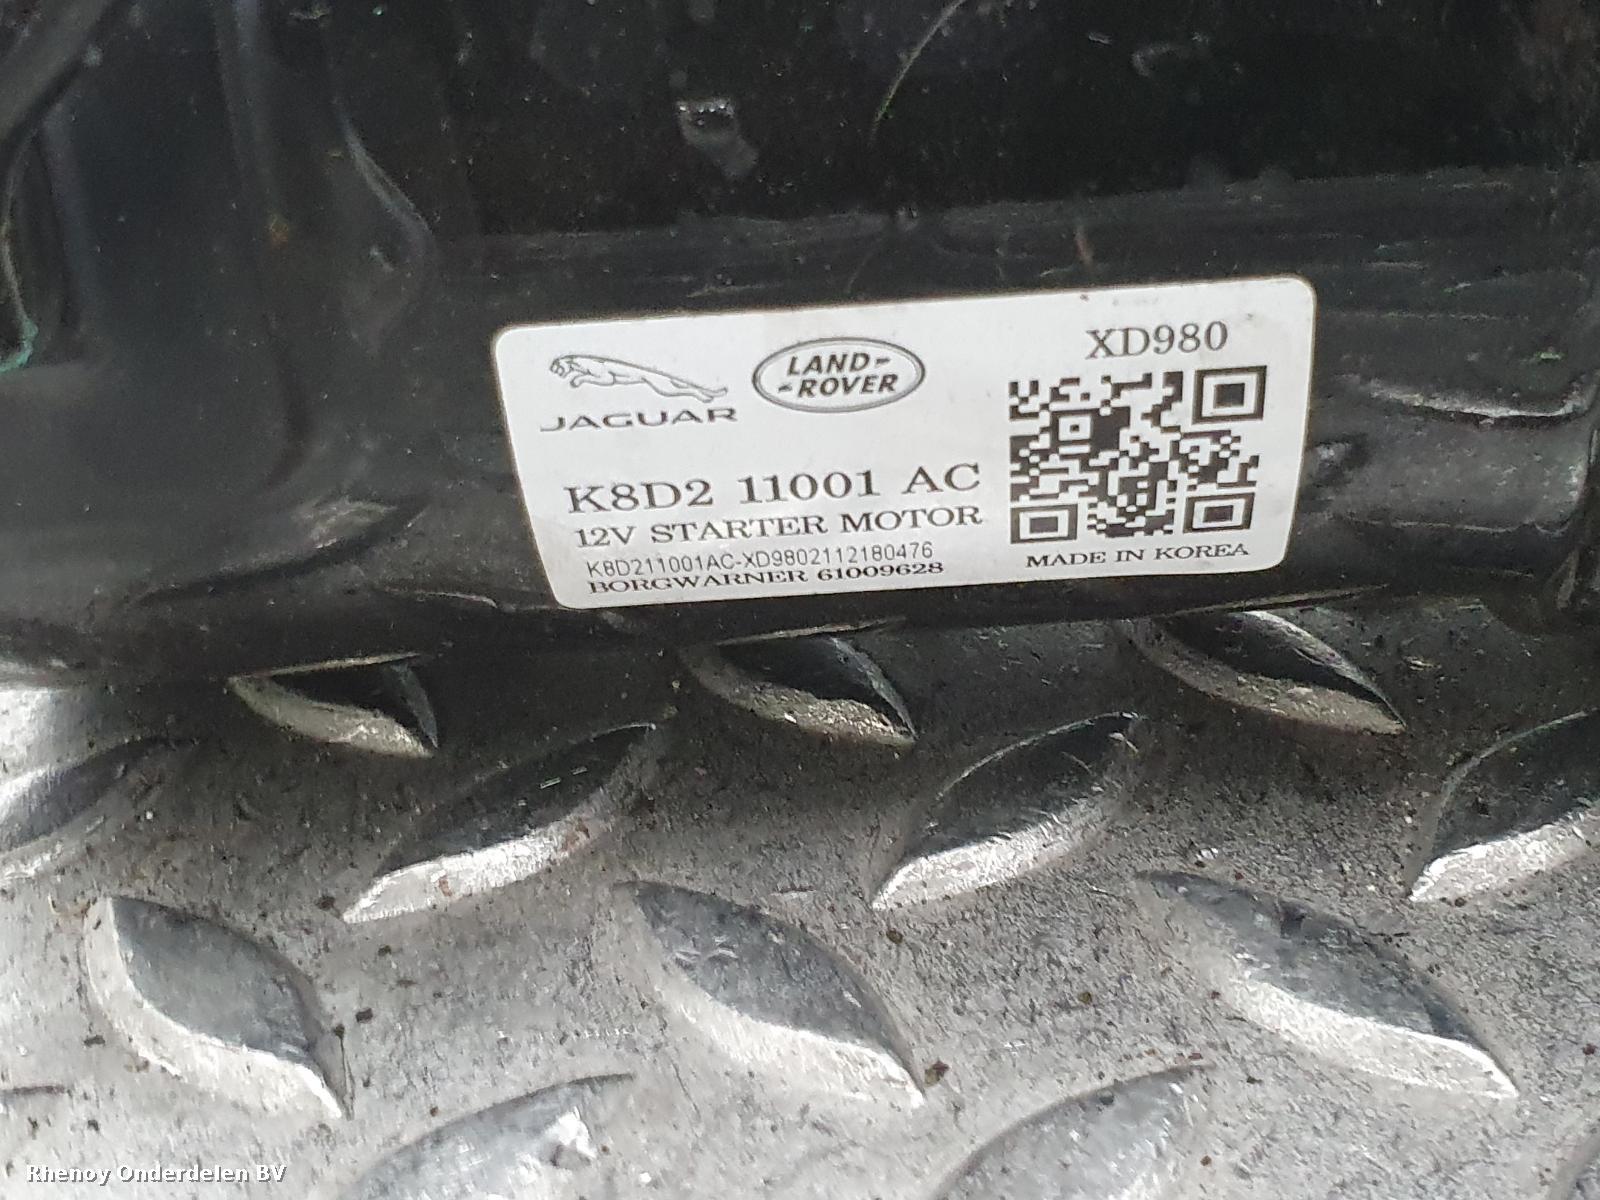 JAGUAR
LAND-
-ROVER
XD980
K8D2 11001 AC
12V STARTER MOTOR
K8D211001AC-XD9802112180476
BORGWARNER 61009628
MADE IN KOREA
Rhenoy Onderdelen BV